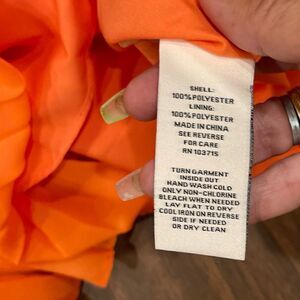 SHELL:
100%POLYESTER
LINING:
100%POLYESTER
MADE IN CHINA
SEE REVERSE
FOR CARE
RN 103715
TURN GARMENT
INSIDE OUT
HAND WASH COLD
ONLY NON-CHLORINE
BLEACH WHEN NEEDED
LAY FLAT TO DRY
COOL IRON ON REVERSE
SIDE IF NEEDED
OR DRY CLEAN